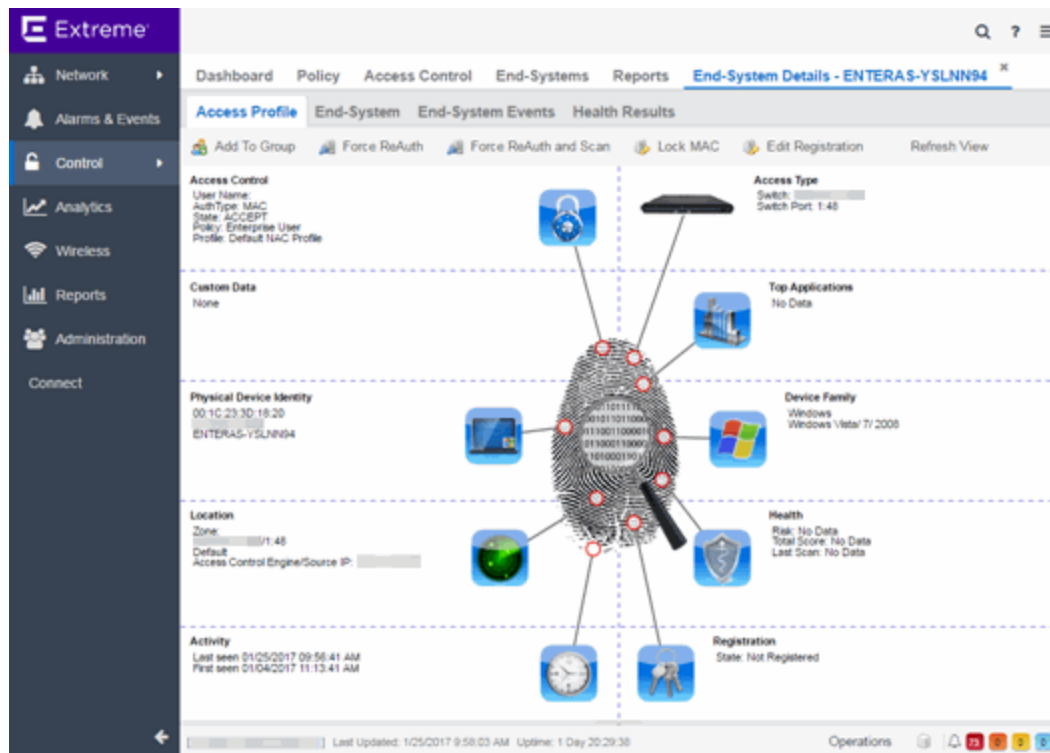 Extreme
Network
Alarms & Events
Control
Analytics
Wireless
Reports
Administration
Connect
?
Dashboard Policy Access Control End-Systems Reports End-System Details - ENTERAS-YSLNN94
Access Profile End-System End-System Events Health Results
Add To Group Force ReAuth Force ReAuth and Scan Lock MAC Edit Registration Refresh View
Access Control
User Name:
AuthType: MAC
State: ACCEPT
Policy: Enterprise User
Profile: Default NAC Profile
Access Type
Switch:
Switch Port: 1:48
Custom Data
None
Top Applications
No Data
Physical Device Identity
00:1C:23:3D:18:20
ENTERAS-YSLNN94
Device Family
Windows
Windows Vista/ 7/ 2008
Location
Zone:
/1:48
Default
Access Control Engine/Source IP:
Health
Risk: No Data
Total Score: No Data
Last Scan: No Data
Activity
Last seen 01/25/2017 09:56:41 AM
First seen 01/04/2017 11:13:41 AM
Registration
State: Not Registered
Last Updated: 1/25/2017 9:58:03 AM Uptime: 1 Day 20:29:38
Operations 73 0 0 0